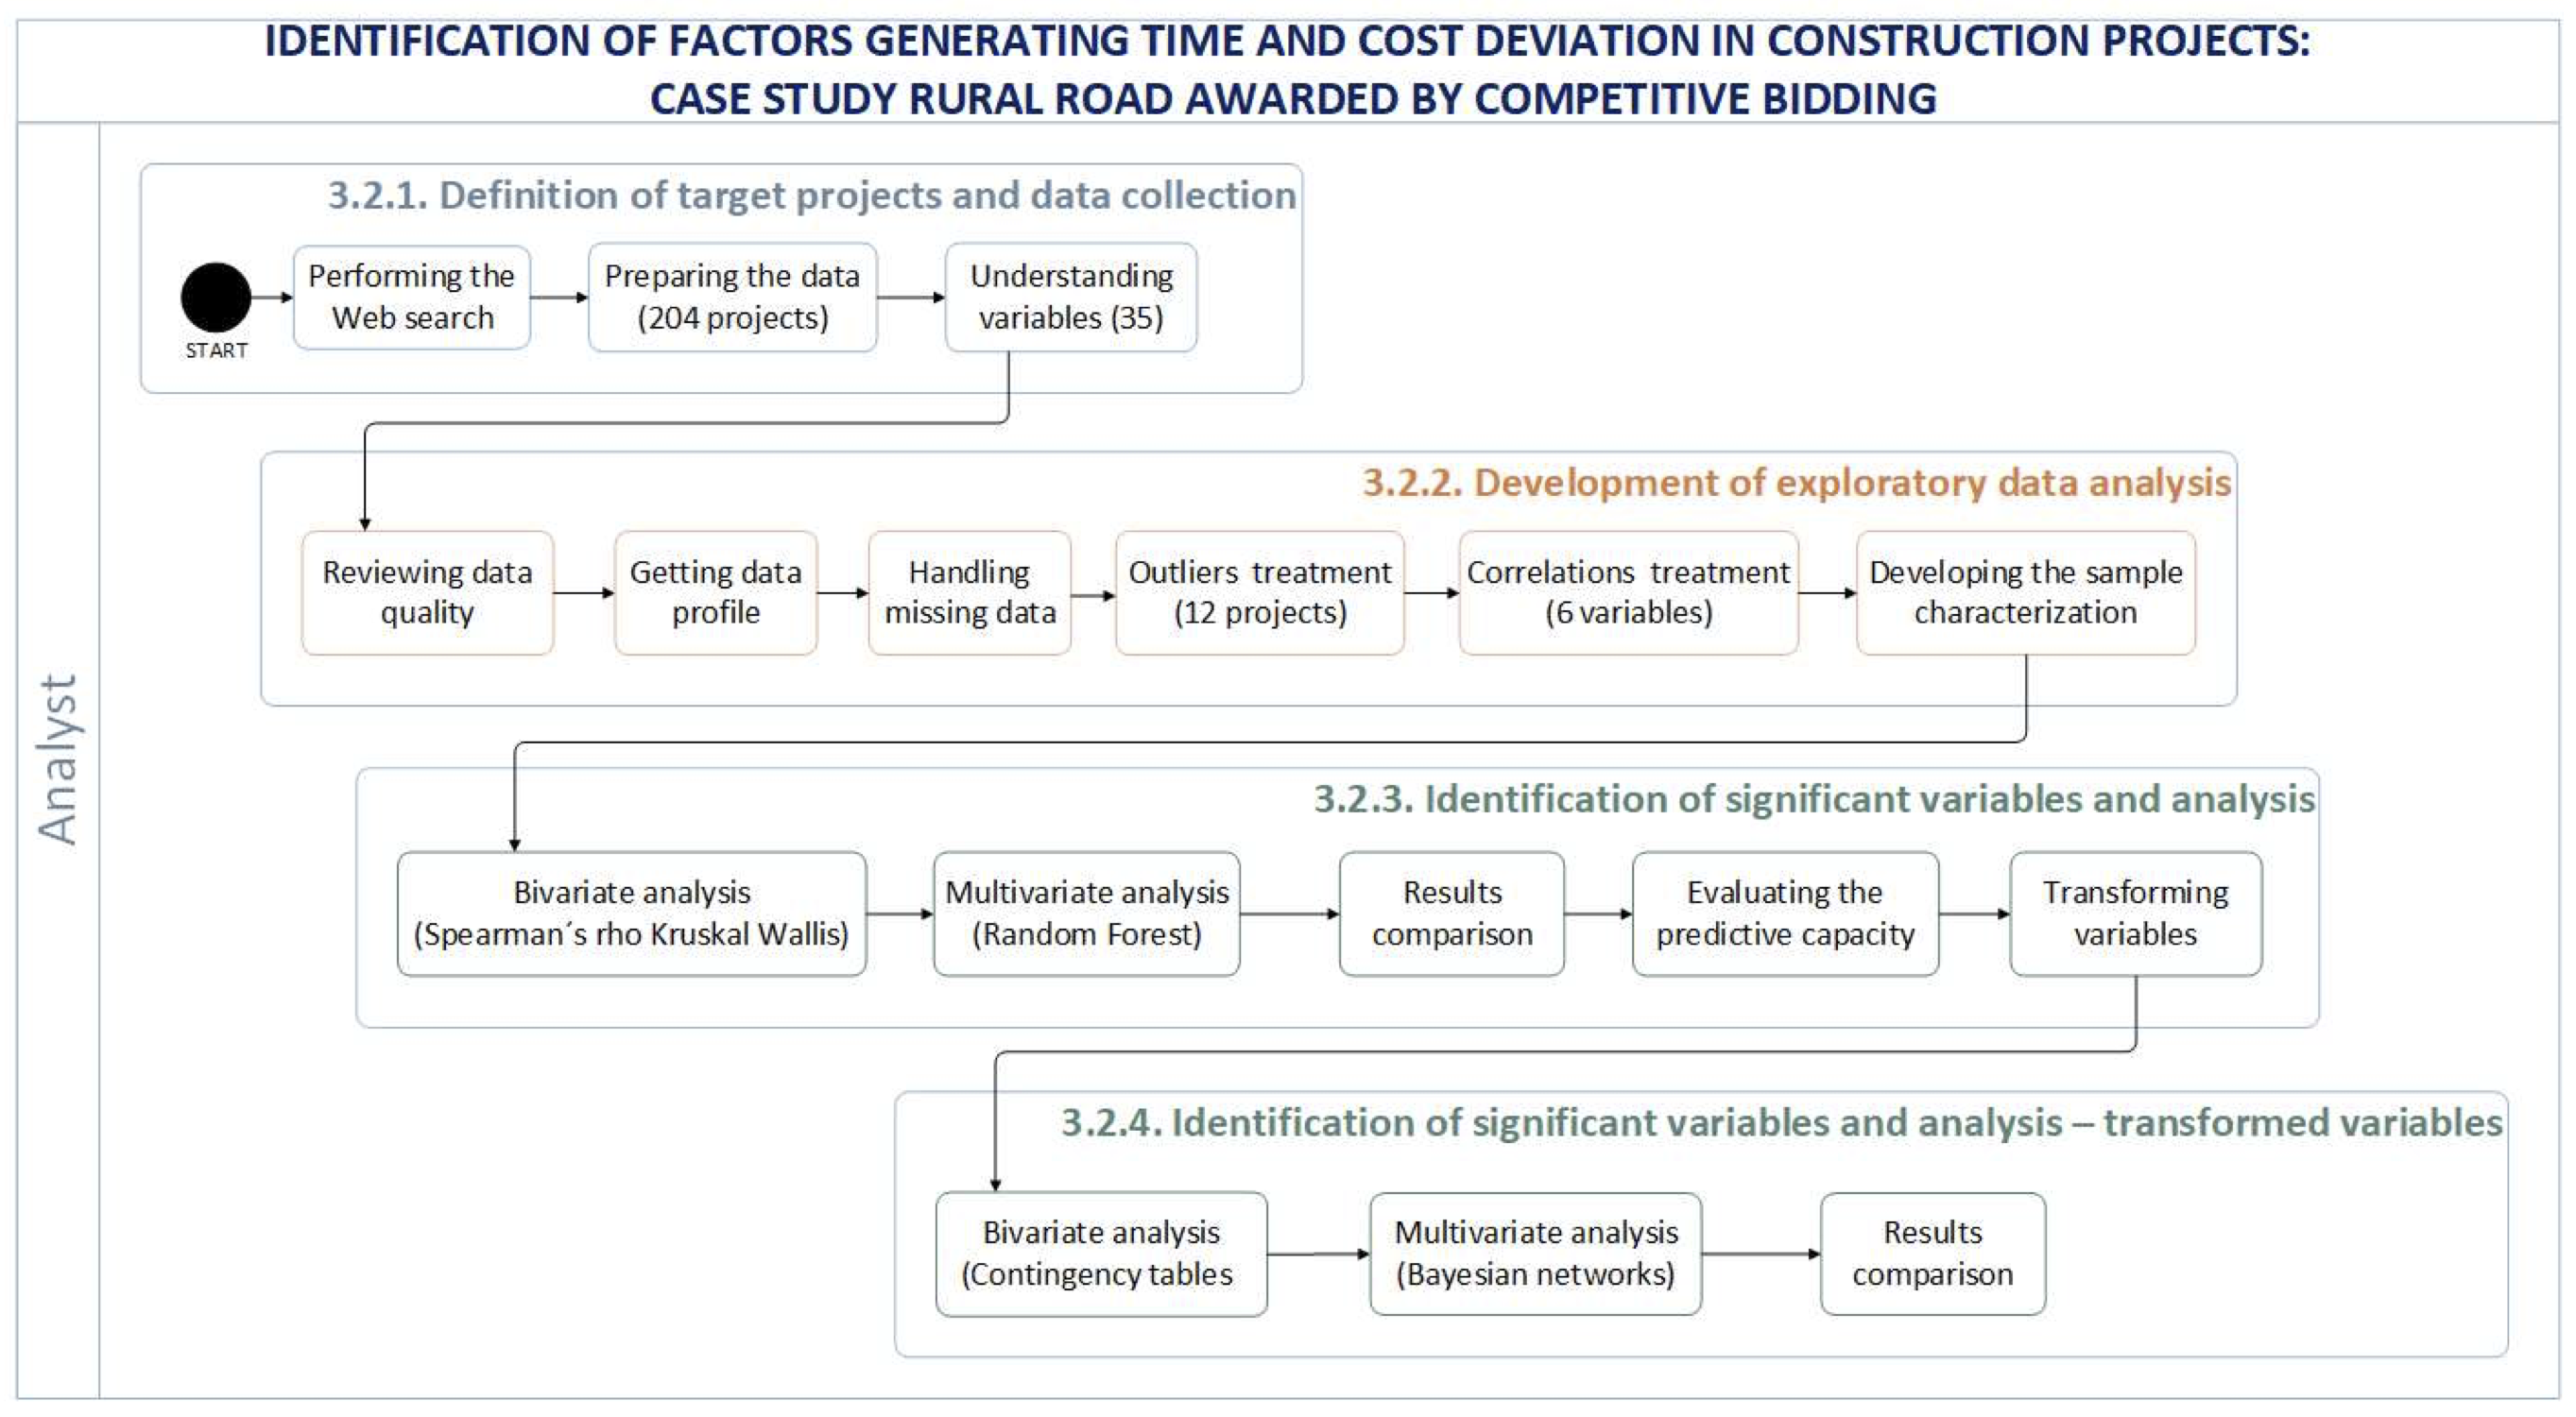 IDENTIFICATION OF FACTORS GENERATING TIME AND COST DEVIATION IN CONSTRUCTION PROJECTS:
CASE STUDY RURAL ROAD AWARDED BY COMPETITIVE BIDDING
Analyst
3.2.1. Definition of target projects and data collection
START
Performing the
Web search
Preparing the data
(204 projects)
Understanding
variables (35)
3.2.2. Development of exploratory data analysis
Reviewing data
quality
Getting data
profile
Handling
missing data
Outliers treatment
(12 projects)
Correlations treatment
(6 variables)
Developing the sample
characterization
3.2.3. Identification of significant variables and analysis
Bivariate analysis
(Spearman´s rho Kruskal Wallis)
Multivariate analysis
(Random Forest)
Results
comparison
Evaluating the
predictive capacity
Transforming
variables
3.2.4. Identification of significant variables and analysis – transformed variables
Bivariate analysis
(Contingency tables
Multivariate analysis
(Bayesian networks)
Results
comparison